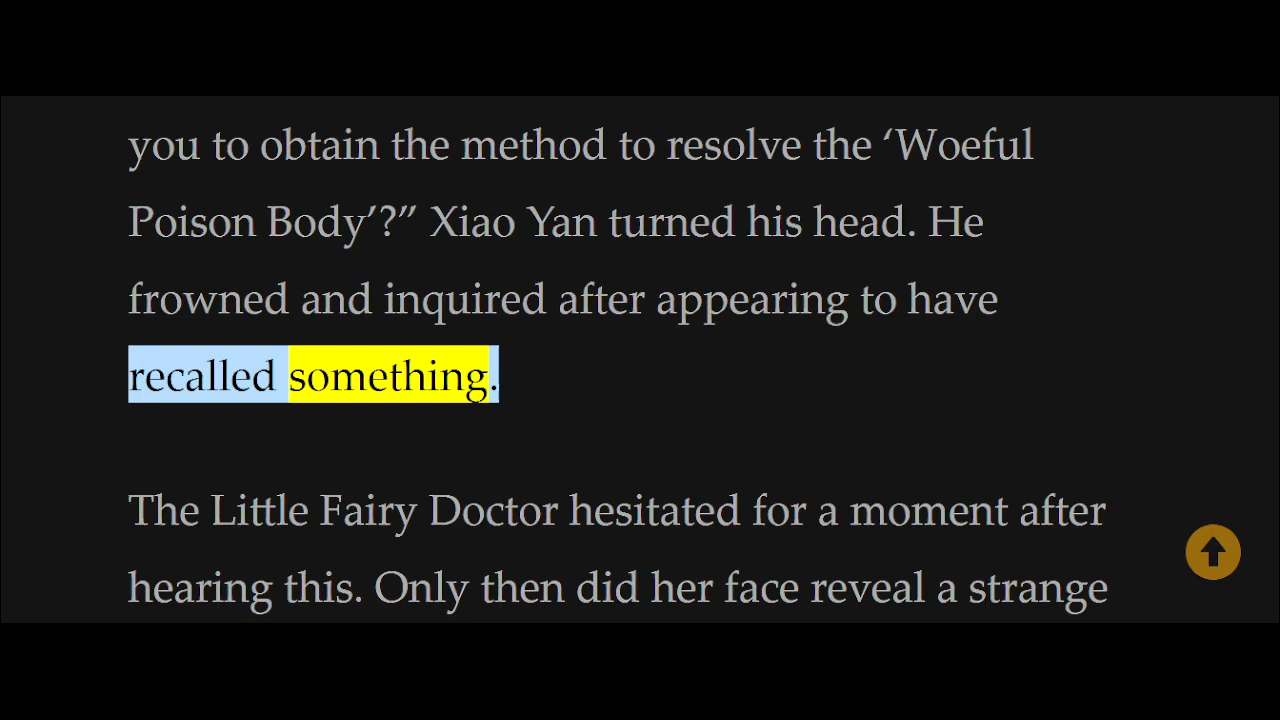 you to obtain the method to resolve the ‘Woeful
Poison Body’?” Xiao Yan turned his head. He
frowned and inquired after appearing to have
recalled something.
The Little Fairy Doctor hesitated for a moment after
hearing this. Only then did her face reveal a strange